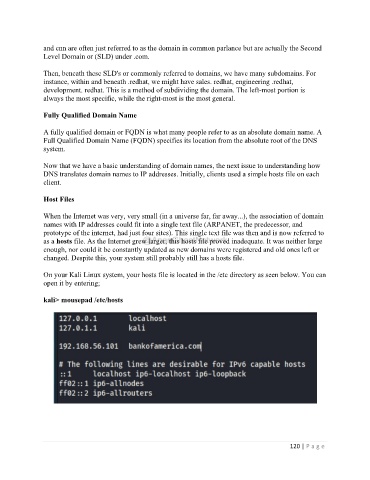 and can are often just referred to as the domain in common parlance but are actually the Second
Level Domain or (SLD) under .com.
Then, beneath these SLD's or commonly referred to domains, we have many subdomains. For
instance, within and beneath .redhat, we might have sales. redhat, engineering .redhat,
development. redhat. This is a method of subdividing the domain. The left-most portion is
always the most specific, while the right-most is the most general.
Fully Qualified Domain Name
A fully qualified domain or FQDN is what many people refer to as an absolute domain name. A
Full Qualified Domain Name (FQDN) specifies its location from the absolute root of the DNS
system.
Now that we have a basic understanding of domain names, the next issue to understanding how
DNS translates domain names to IP addresses. Initially, clients used a simple hosts file on each
client.
Host Files
When the Internet was very, very small (in a universe far, far away...), the association of domain
names with IP addresses could fit into a single text file (ARPANET, the predecessor, and
prototype of the internet, had just four sites). This single text file was then and is now referred to
as a hosts file. As the Internet grew larger, this hosts file proved inadequate. It was neither large
enough, nor could it be constantly updated as new domains were registered and old ones left or
changed. Despite this, your system still probably still has a hosts file.
On your Kali Linux system, your hosts file is located in the /etc directory as seen below. You can
open it by entering;
kali> mousepad /etc/hosts
127.0.0.1 localhost
127.0.1.1 kali
192.168.56.101 bankofamerica.com
# The following lines are desirable for IPv6 capable hosts
::1 localhost ip6-localhost ip6-loopback
ff02::1 ip6-allnodes
ff02::2 ip6-allrouters
120 | P a g e